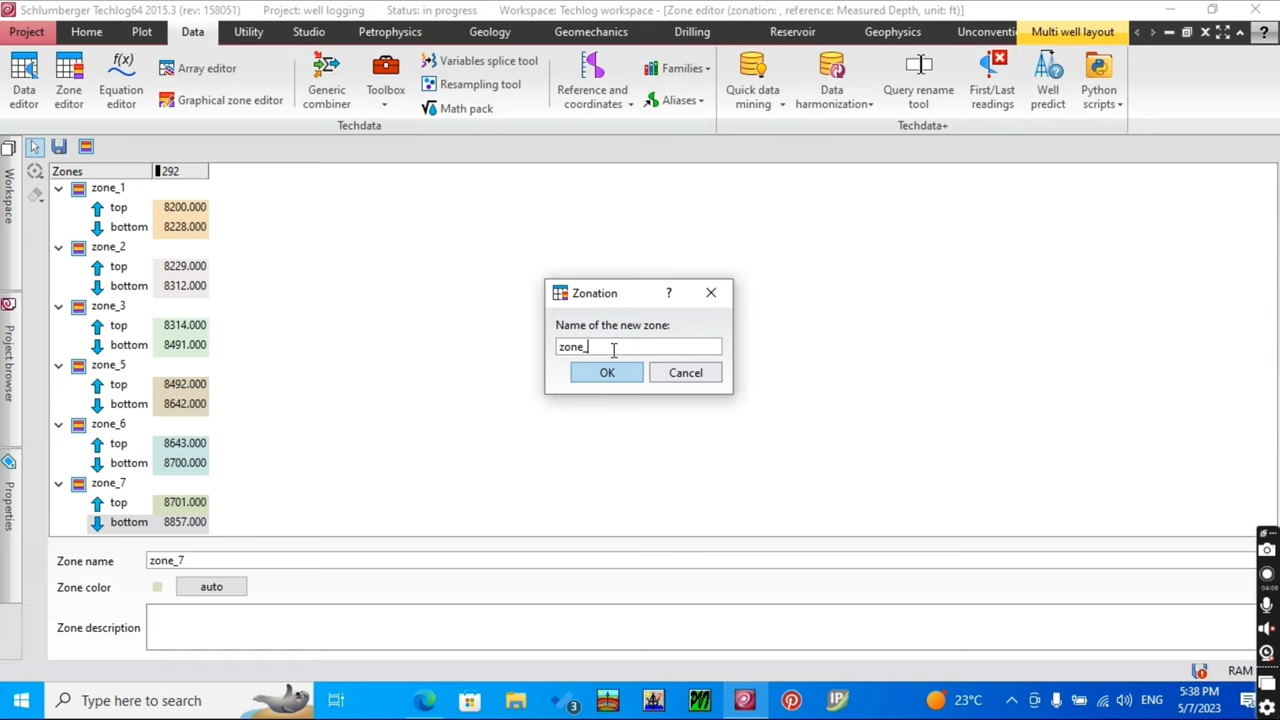 Schlumberger Techlog64 2015.3 (rev: 158051) Project: well logging Status: in progress Workspace: Techlog workspace - [Zone editor (zonation: , reference: Measured Depth, unit: ft)]
Project Home Plot Data Utility Studio Petrophysics Geology Geomechanics Drilling Reservoir Geophysics Unconventi Multi well layout
Data editor
Zone editor
Equation editor
Array editor
Graphical zone editor
Generic combiner
Toolbox
Variables splice tool
Resampling tool
Math pack
Reference and coordinates
Families
Aliases
Quick data mining
Data harmonization
Query rename tool
First/Last readings
Well predict
Python scripts
Techdata Techdata+
Workspace
Project browser
Properties
Zones 292
zone_1
top 8200.000
bottom 8228.000
zone_2
top 8229.000
bottom 8312.000
zone_3
top 8314.000
bottom 8491.000
zone_5
top 8492.000
bottom 8642.000
zone_6
top 8643.000
bottom 8700.000
zone_7
top 8701.000
bottom 8857.000
Zonation ?
Name of the new zone:
zone_
OK Cancel
Zone name zone_7
Zone color auto
Zone description
RAM
04:08
Type here to search
3
IP
23°C
ENG
5:38 PM
5/7/2023